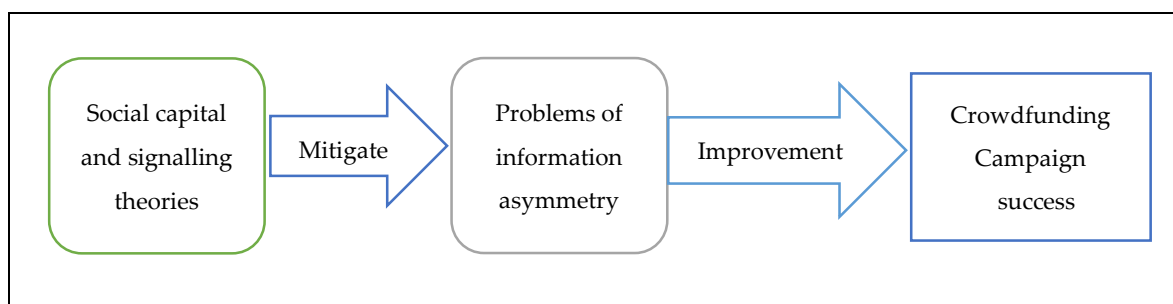 Social capital
and signalling
theories
Mitigate
Problems of
information
asymmetry
Improvement
Crowdfunding
Campaign
success